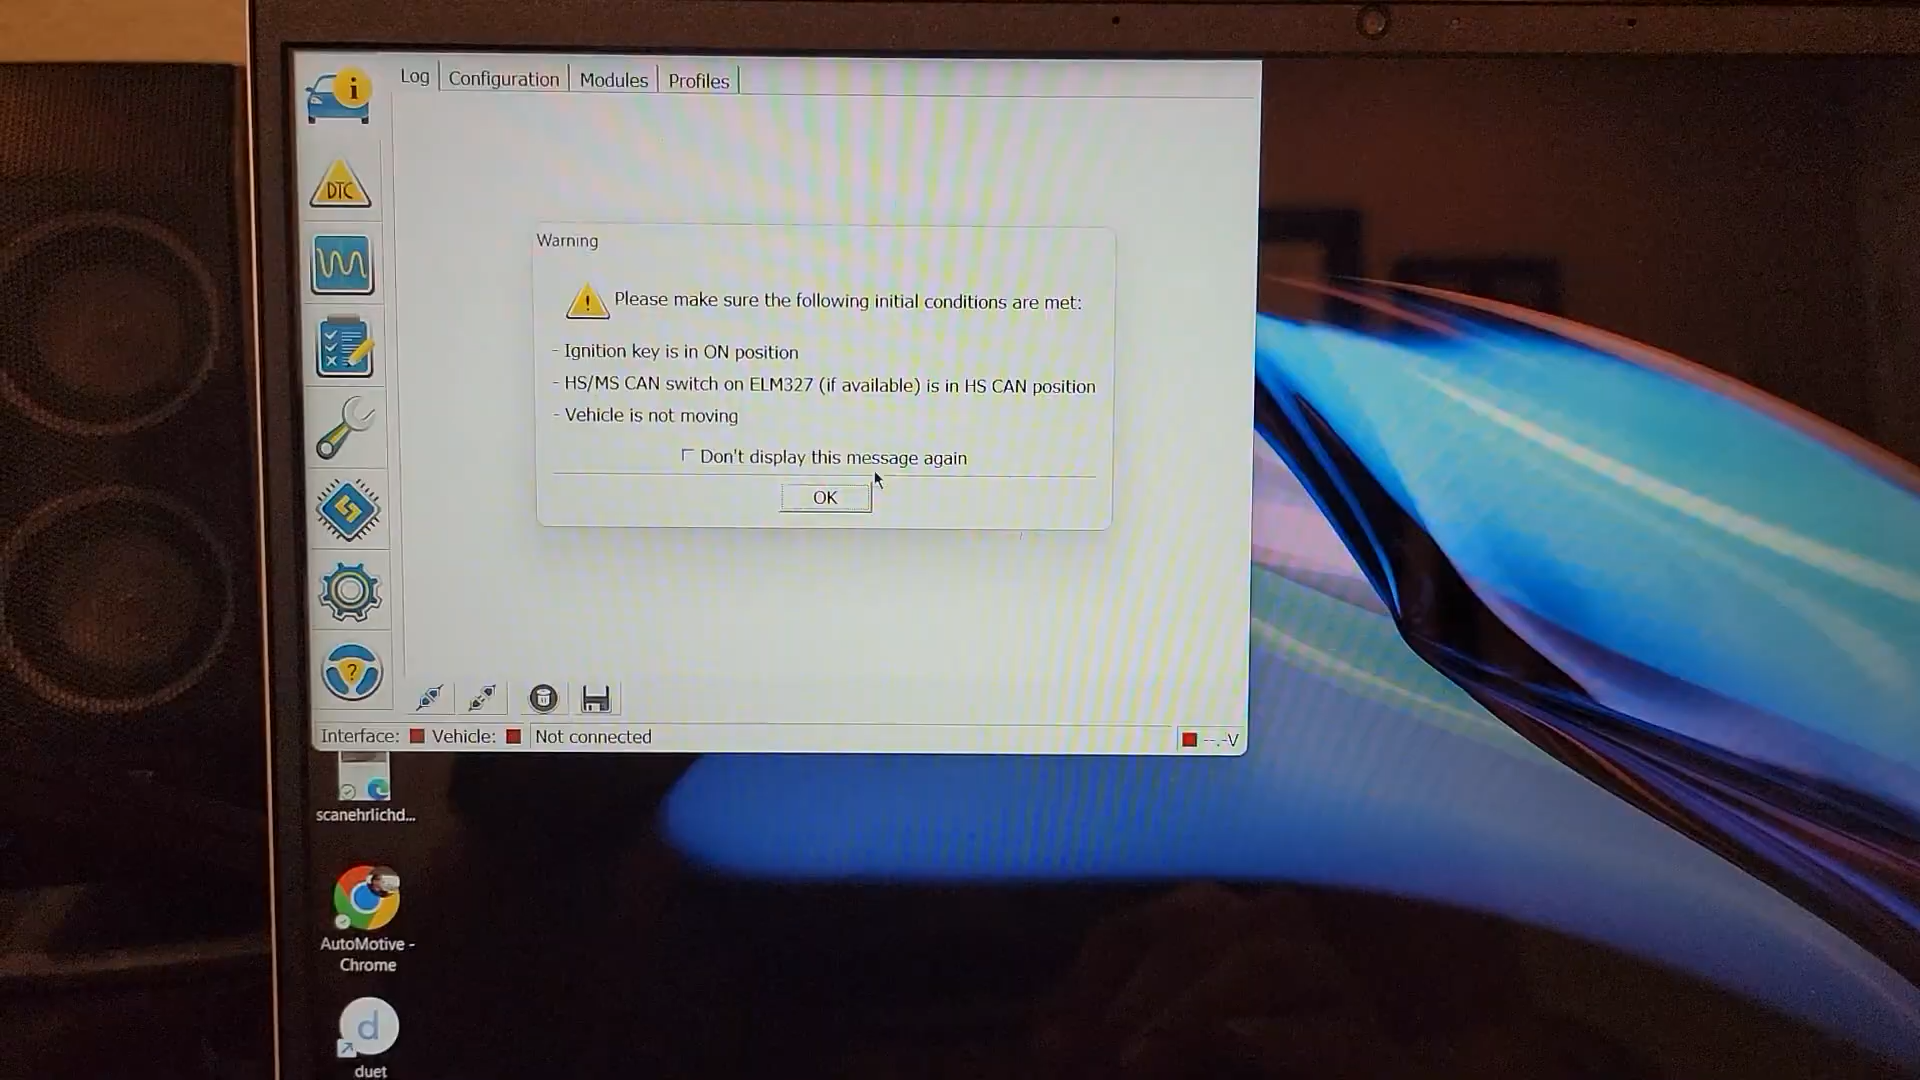 Log
Configuration
Modules
Profiles
i
DTC
Warning
! Please make sure the following initial conditions are met:
- Ignition key is in ON position
- HS/MS CAN switch on ELM327 (if available) is in HS CAN position
- Vehicle is not moving
Don't display this message again
OK
?
Interface: Vehicle: Not connected
--.-V
scanehrlichd...
AutoMotive -
Chrome
d
duet